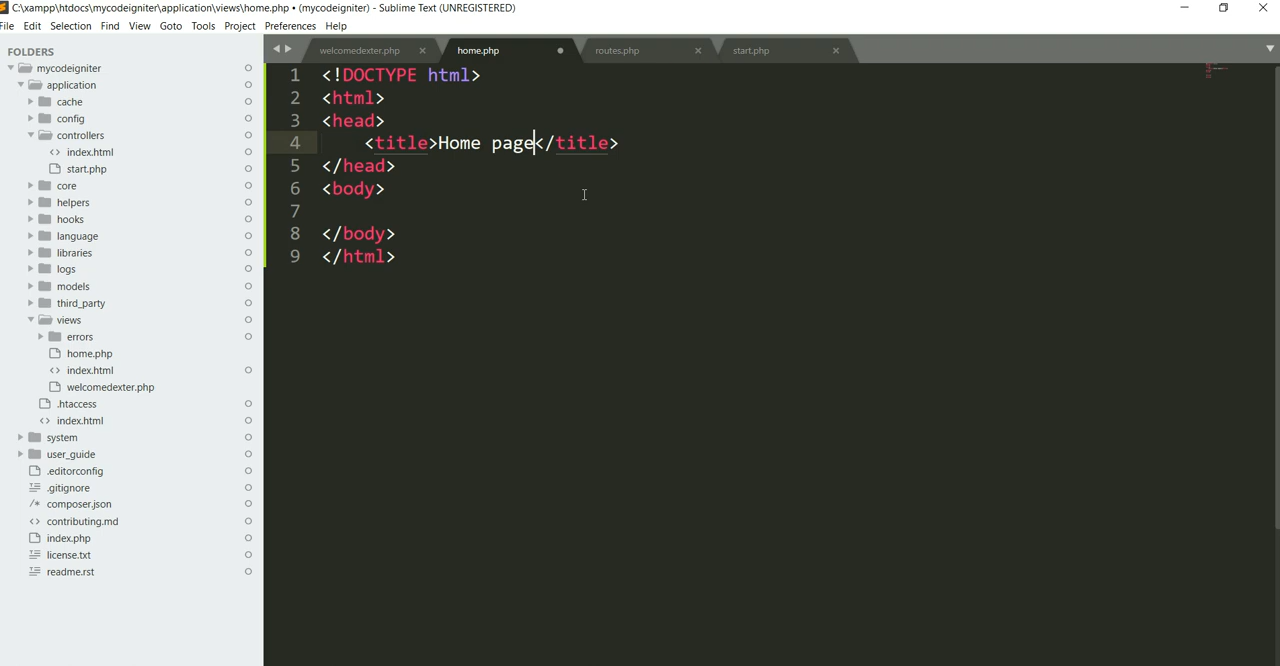 C:\xampp\htdocs\mycodeigniter\application\views\home.php • (mycodeigniter) - Sublime Text (UNREGISTERED)
File Edit Selection Find View Goto Tools Project Preferences Help
FOLDERS
mycodeigniter
application
cache
config
controllers
index.html
start.php
core
helpers
hooks
language
libraries
logs
models
third_party
views
errors
home.php
index.html
welcomedexter.php
.htaccess
index.html
system
user_guide
.editorconfig
.gitignore
composer.json
contributing.md
index.php
license.txt
readme.rst
welcomedexter.php home.php routes.php start.php
1 <!DOCTYPE html>
2 <html>
3 <head>
4 <title>Home page</title>
5 </head>
6 <body>
7
8 </body>
9 </html>